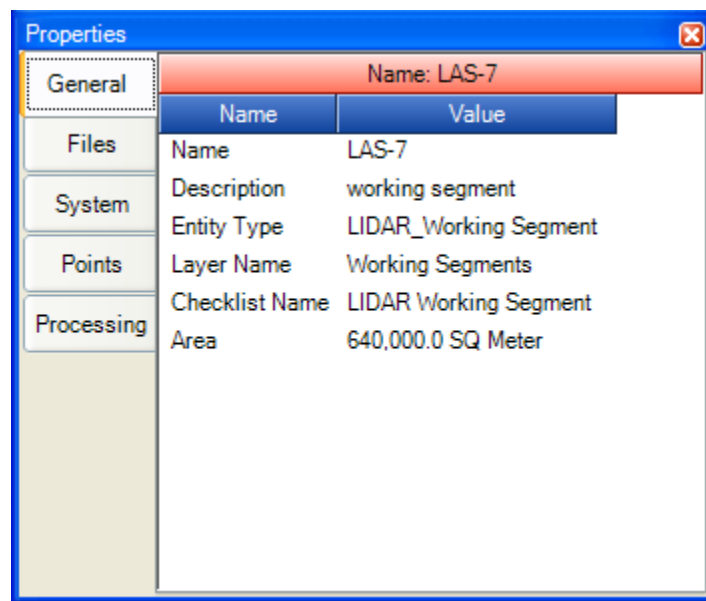 Properties
General
Files
System
Points
Processing
Name: LAS-7
Name Value
Name LAS-7
Description working segment
Entity Type LIDAR_Working Segment
Layer Name Working Segments
Checklist Name LIDAR Working Segment
Area 640,000.0 SQ Meter